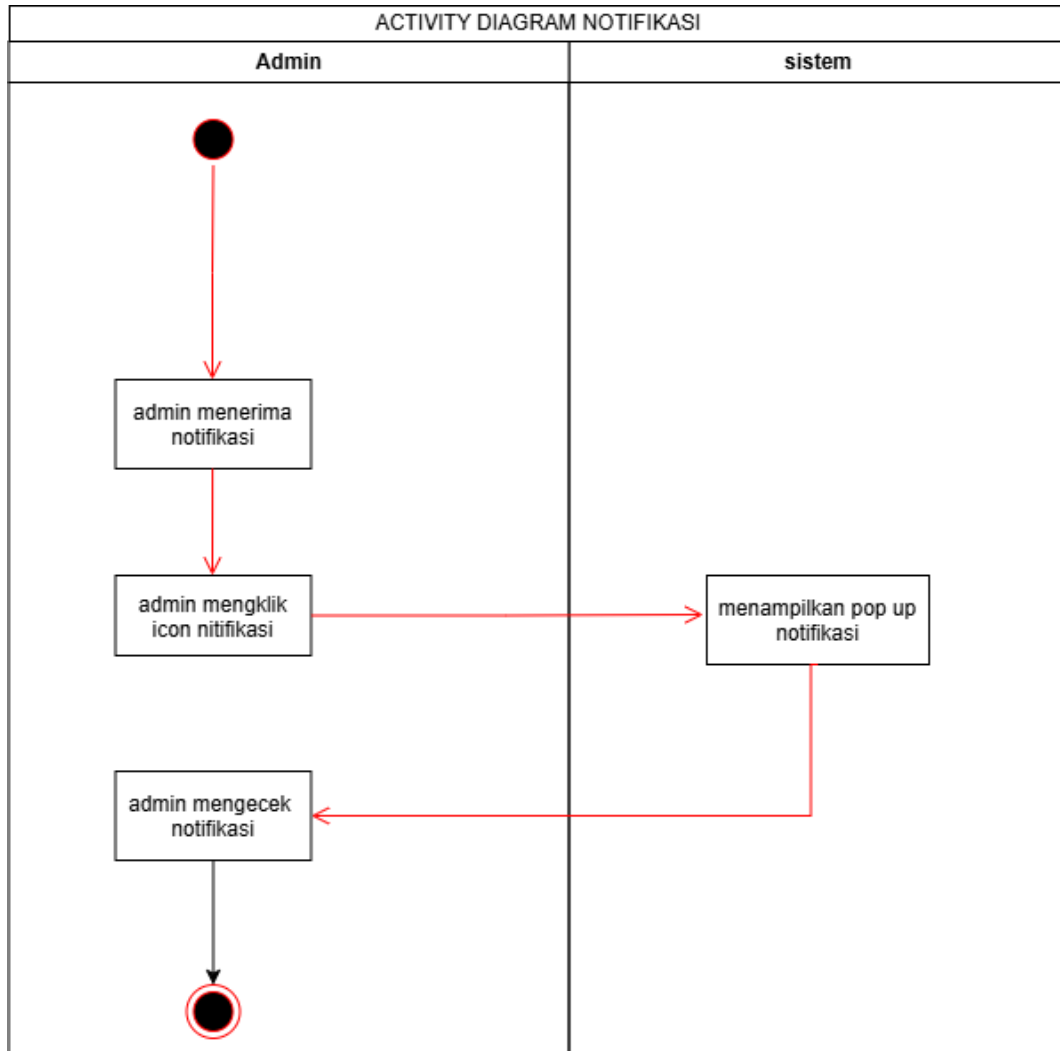 ACTIVITY DIAGRAM NOTIFIKASI
Admin
sistem
admin menerima
notifikasi
admin mengklik
icon nitifikasi
menampilkan pop up
notifikasi
admin mengecek
notifikasi